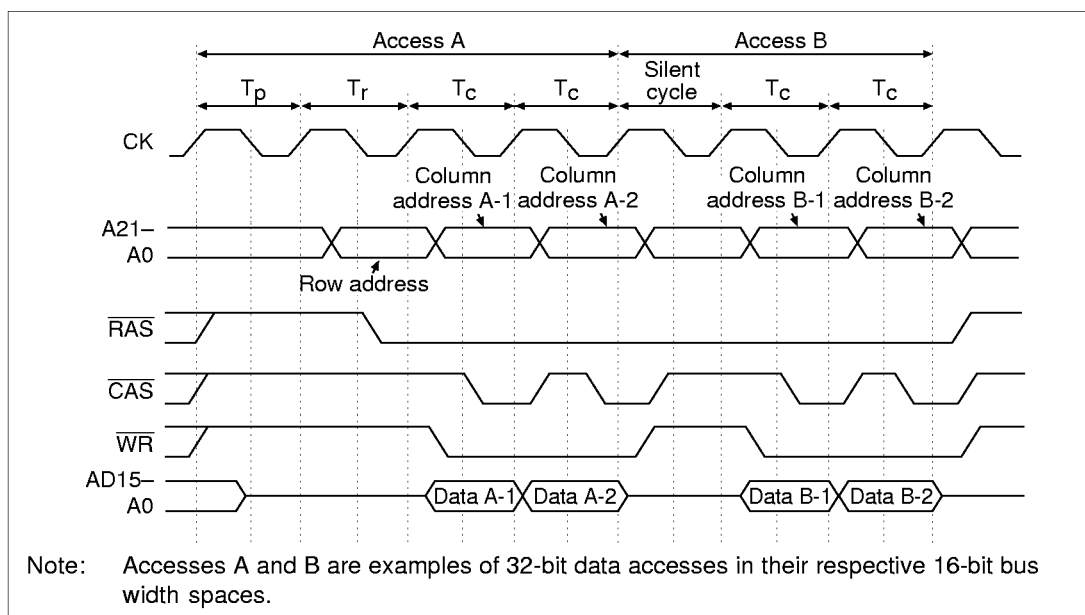 Access A
Access B
Tp
Tr
Tc
Tc
Silent
cycle
Tc
Tc
CK
Column
address A-1
Column
address A-2
Column
address B-1
Column
address B-2
A21–
A0
Row address
RAS
CAS
WR
AD15–
A0
Data A-1
Data A-2
Data B-1
Data B-2
Note: Accesses A and B are examples of 32-bit data accesses in their respective 16-bit bus
width spaces.